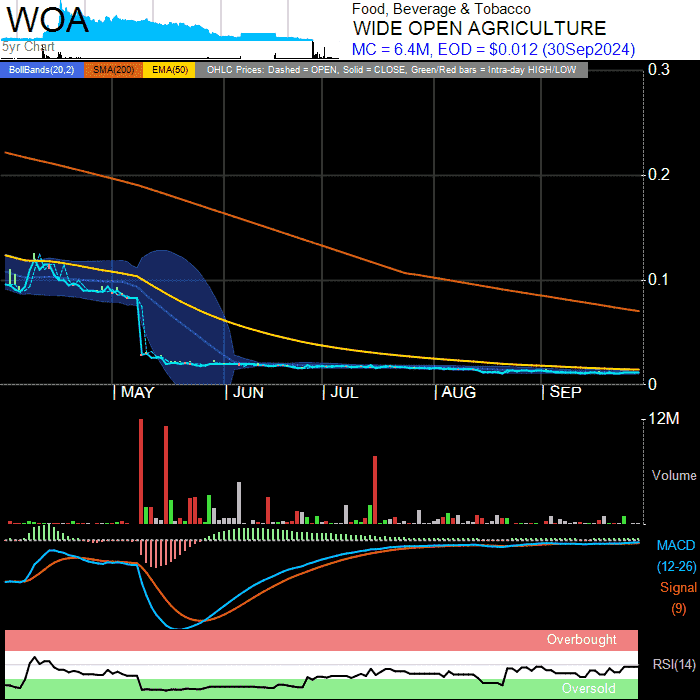 WOA
5yr Chart
Food, Beverage & Tobacco
WIDE OPEN AGRICULTURE
MC = 6.4M, EOD = $0.012 (30Sep2024)
BollBands(20,2) SMA(200) EMA(50) OHLC Prices: Dashed = OPEN, Solid = CLOSE, Green/Red bars = Intra-day HIGH/LOW
0.3
0.2
0.1
0
MAY JUN JUL AUG SEP
12M
Volume
MACD
(12-26)
Signal
(9)
Overbought
RSI(14)
Oversold